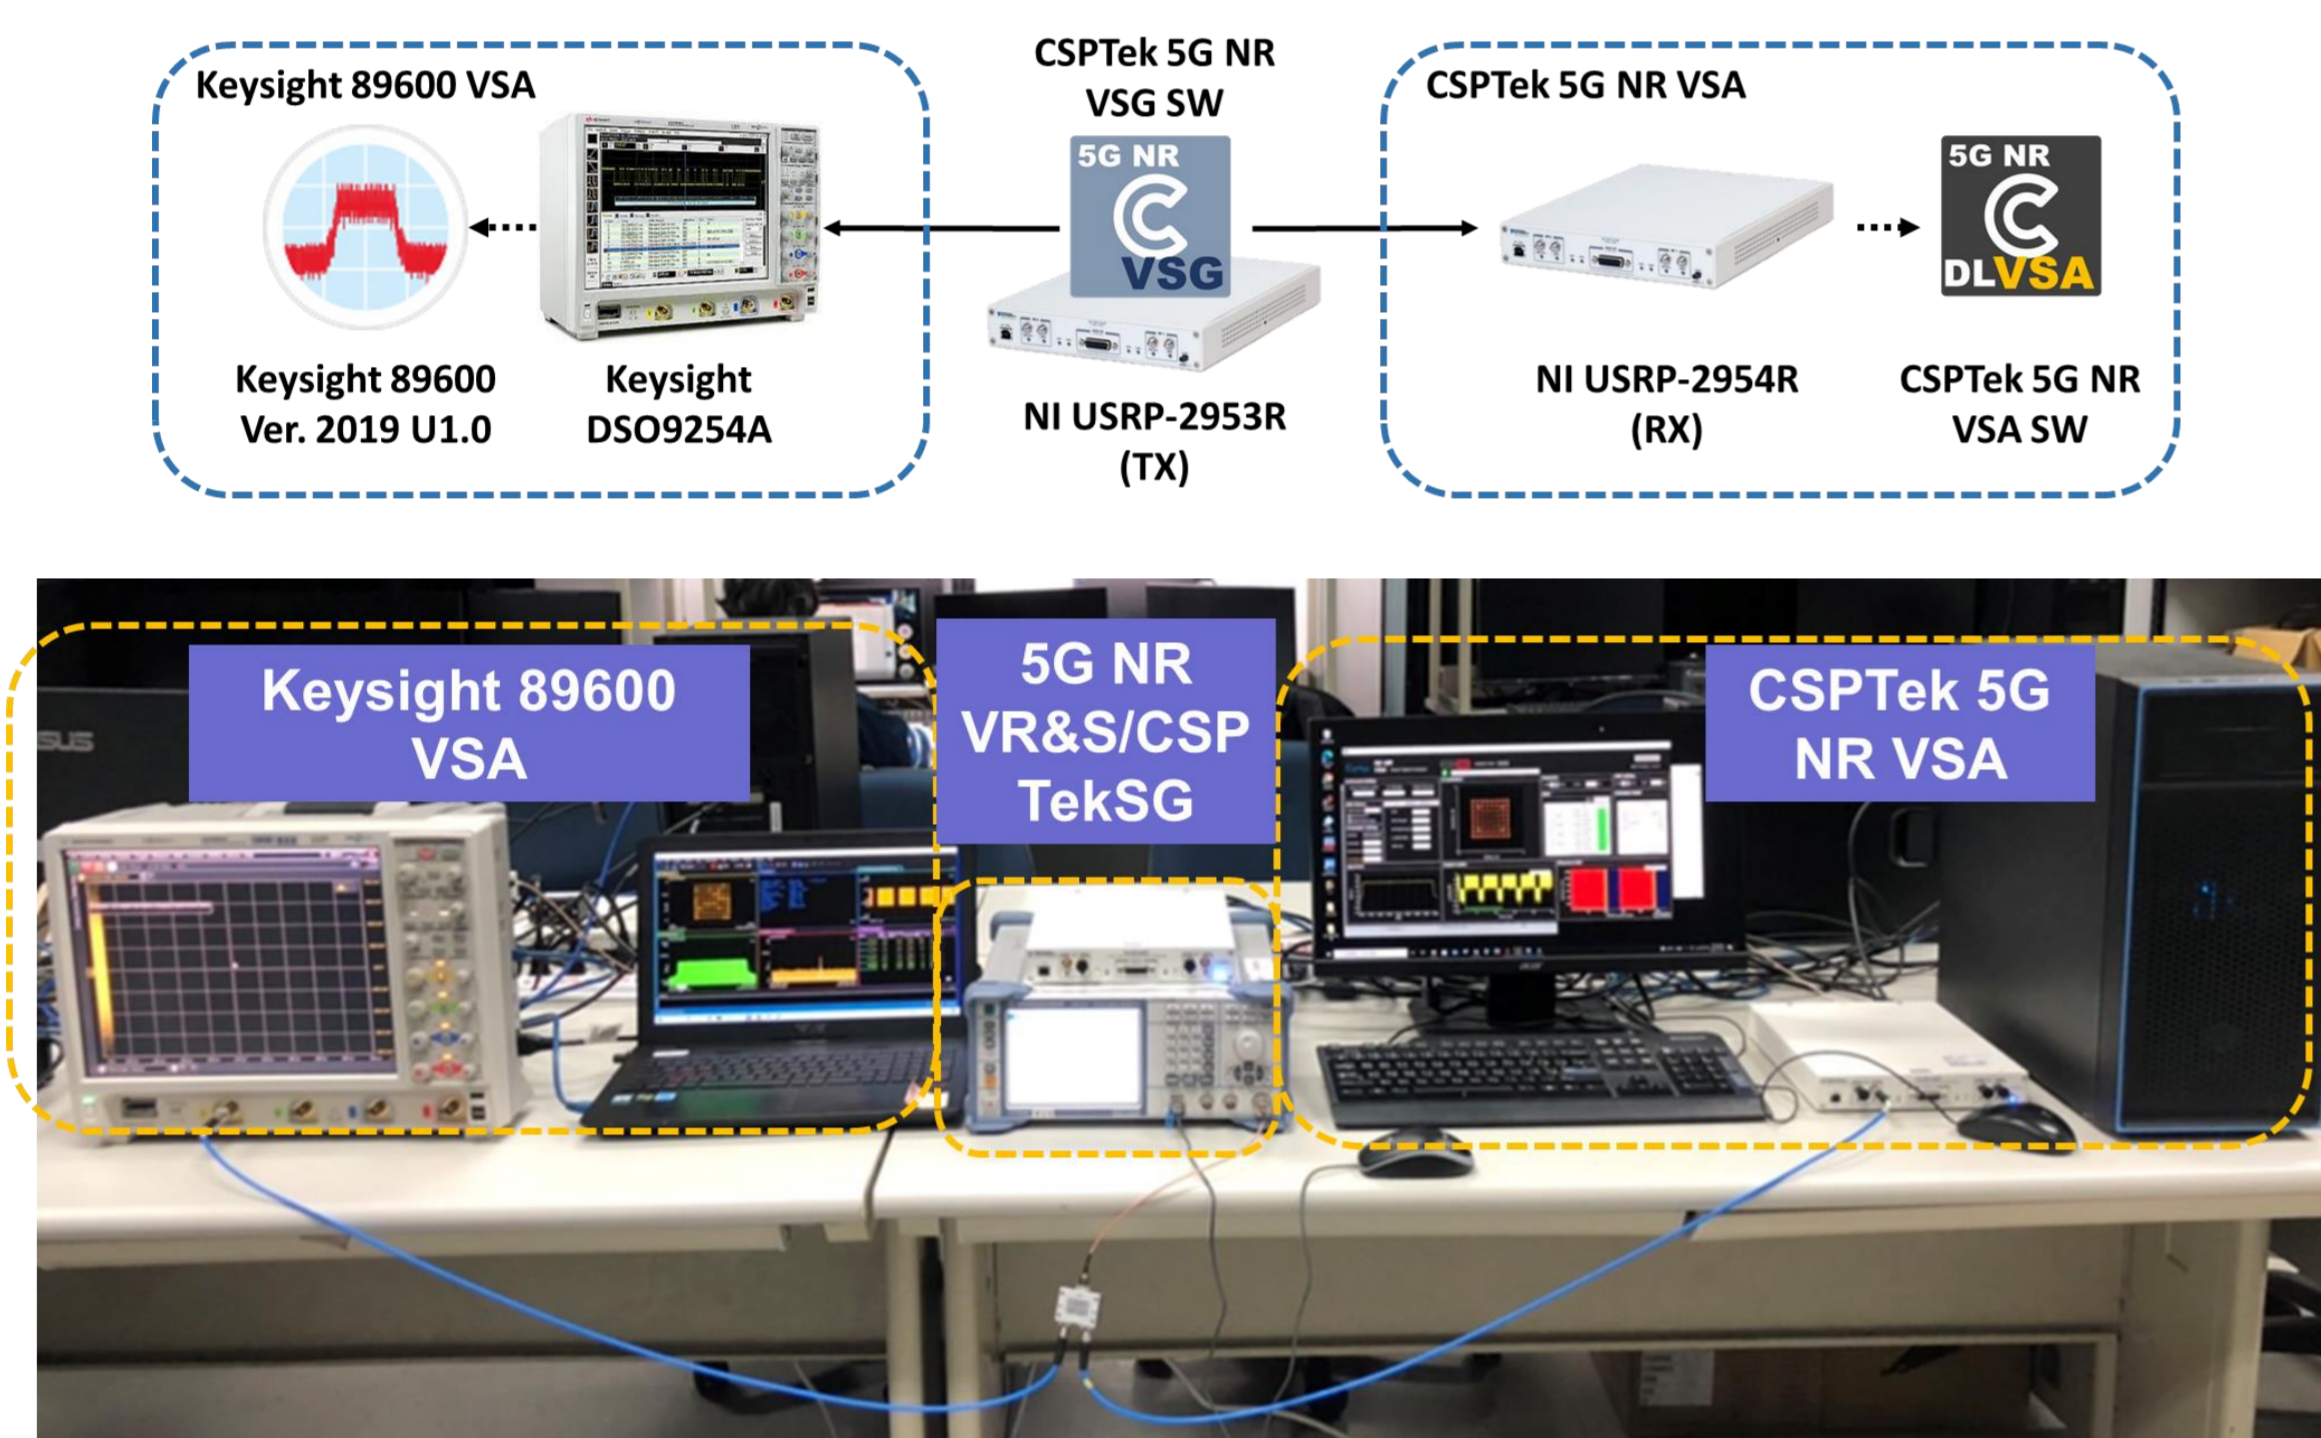 Keysight 89600 VSA
CSPTek 5G NR
VSG SW
CSPTek 5G NR VSA
5G NR
VSG
5G NR
DLVSA
Keysight 89600
Ver. 2019 U1.0
Keysight
DSO9254A
NI USRP-2953R
(TX)
NI USRP-2954R
(RX)
CSPTek 5G NR
VSA SW
Keysight 89600
VSA
5G NR
VR&S/CSP
TekSG
CSPTek 5G
NR VSA
SUS